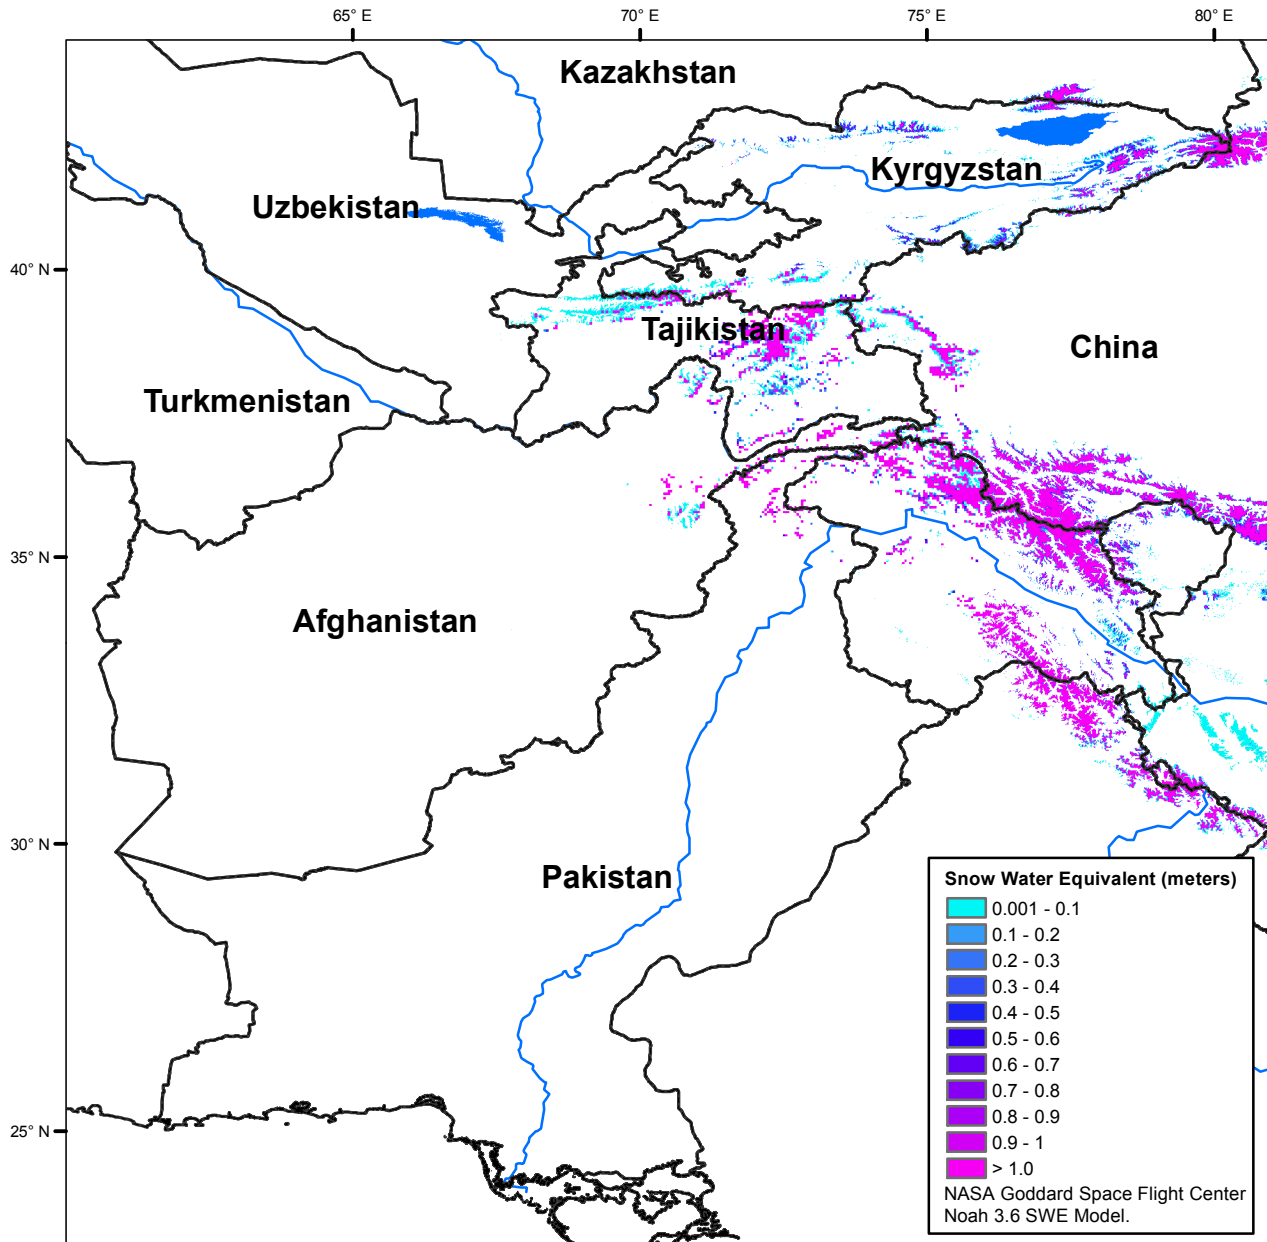 65° E
70° E
75° E
80° E
Kazakhstan
Kyrgyzstan
Uzbekistan
40° N
Tajikistan
China
Turkmenistan
35° N
Afghanistan
30° N
Pakistan
25° N
Snow Water Equivalent (meters)
0.001 - 0.1
0.1 - 0.2
0.2 - 0.3
0.3 - 0.4
0.4 - 0.5
0.5 - 0.6
0.6 - 0.7
0.7 - 0.8
0.8 - 0.9
0.9 - 1
> 1.0
NASA Goddard Space Flight Center
Noah 3.6 SWE Model.